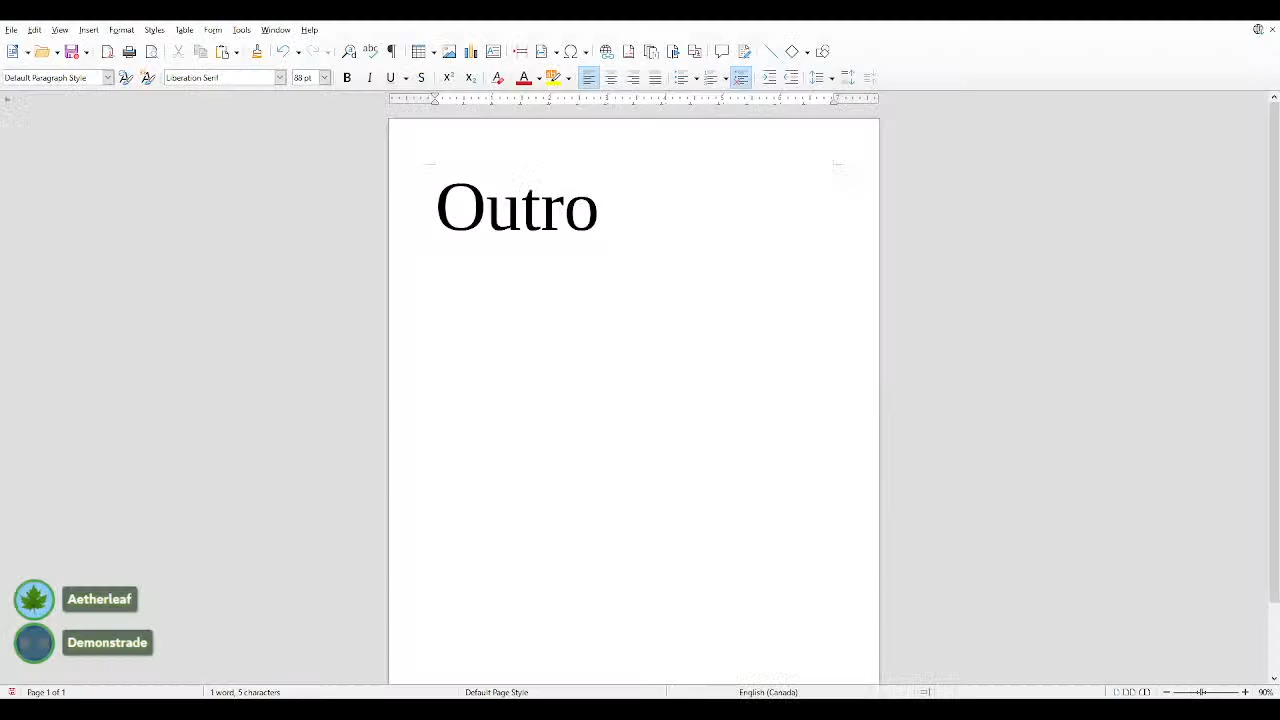 File Edit View Insert Format Styles Table Form Tools Window Help
Default Paragraph Style Liberation Serif 88 pt
Outro
Aetherleaf
Demonstrade
Page 1 of 1 1 word, 5 characters Default Page Style English (Canada) 90%